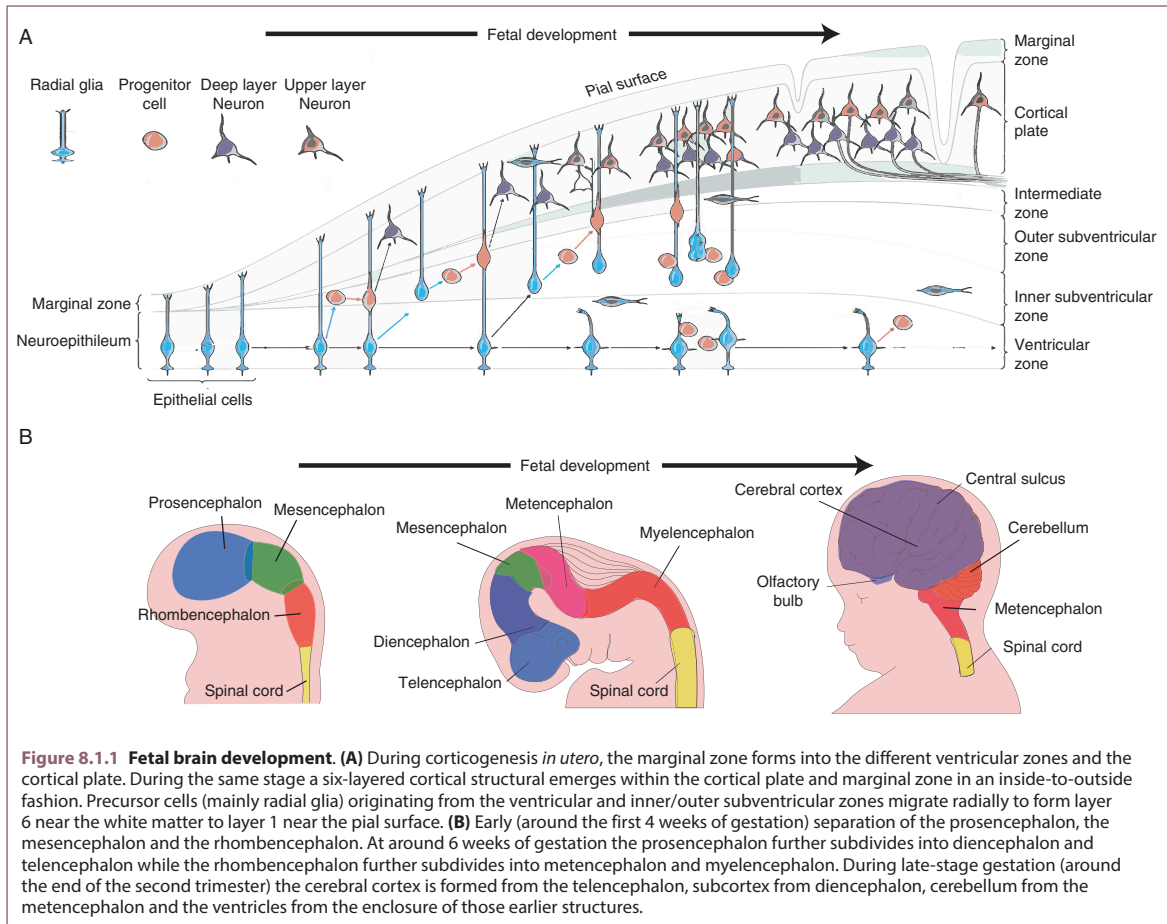 A
Fetal development
Radial glia
Progenitor
cell
Deep layer
Neuron
Upper layer
Neuron
Pial surface
Marginal
zone
Cortical
plate
Intermediate
zone
Outer subventricular
zone
Inner subventricular
zone
Ventricular
zone
Marginal zone
Neuroepithileum
Epithelial cells
B
Fetal development
Prosencephalon
Mesencephalon
Rhombencephalon
Spinal cord
Mesencephalon
Metencephalon
Myelencephalon
Diencephalon
Telencephalon
Spinal cord
Cerebral cortex
Central sulcus
Cerebellum
Olfactory
bulb
Metencephalon
Spinal cord
Figure 8.1.1 Fetal brain development. (A) During corticogenesis in utero, the marginal zone forms into the different ventricular zones and the
cortical plate. During the same stage a six-layered cortical structural emerges within the cortical plate and marginal zone in an inside-to-outside
fashion. Precursor cells (mainly radial glia) originating from the ventricular and inner/outer subventricular zones migrate radially to form layer
6 near the white matter to layer 1 near the pial surface. (B) Early (around the first 4 weeks of gestation) separation of the prosencephalon, the
mesencephalon and the rhombencephalon. At around 6 weeks of gestation the prosencephalon further subdivides into diencephalon and
telencephalon while the rhombencephalon further subdivides into metencephalon and myelencephalon. During late-stage gestation (around
the end of the second trimester) the cerebral cortex is formed from the telencephalon, subcortex from diencephalon, cerebellum from the
metencephalon and the ventricles from the enclosure of those earlier structures.